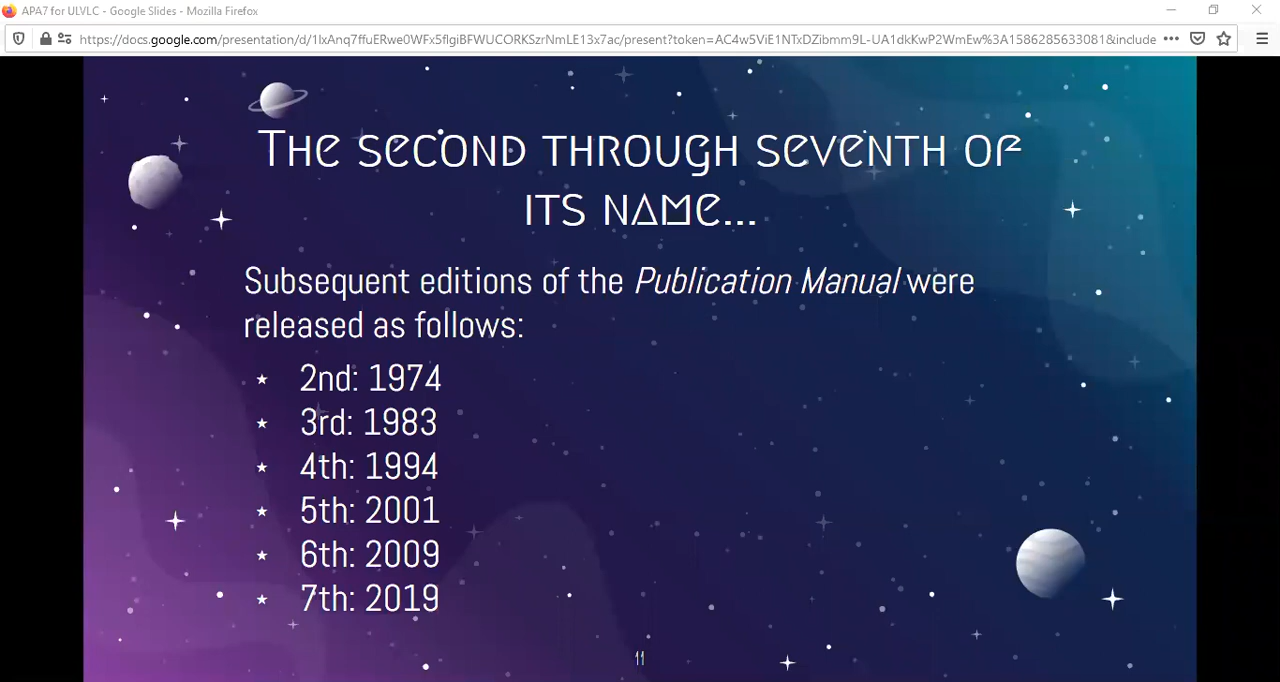 APA7 for ULVLC - Google Slides - Mozilla Firefox
https://docs.google.com/presentation/d/1IxAnq7ffuERwe0WFx5flgiBFWUCORKSzrNmLE13x7ac/present?token=AC4w5ViE1NTxDZibmm9L-UA1dkKwP2WmEw%3A1586285633081&include
The second through seventh of
its name...
Subsequent editions of the Publication Manual were
released as follows:
2nd: 1974
3rd: 1983
4th: 1994
5th: 2001
6th: 2009
7th: 2019
11